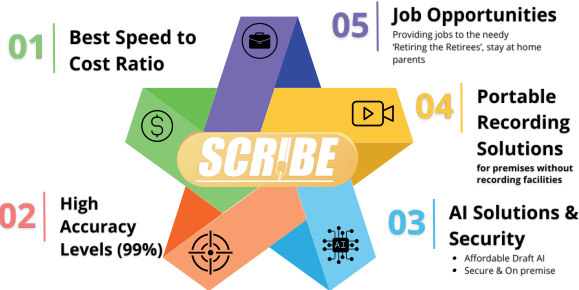 01
Best Speed to
Cost Ratio
02
High
Accuracy
Levels (99%)
03
AI Solutions &
Security
• Affordable Draft AI
• Secure & On premise
04
Portable
Recording
Solutions
for premises without
recording facilities
05
Job Opportunities
Providing jobs to the needy
‘Retiring the Retirees’, stay at home
parents
SCRIBE
$
AI